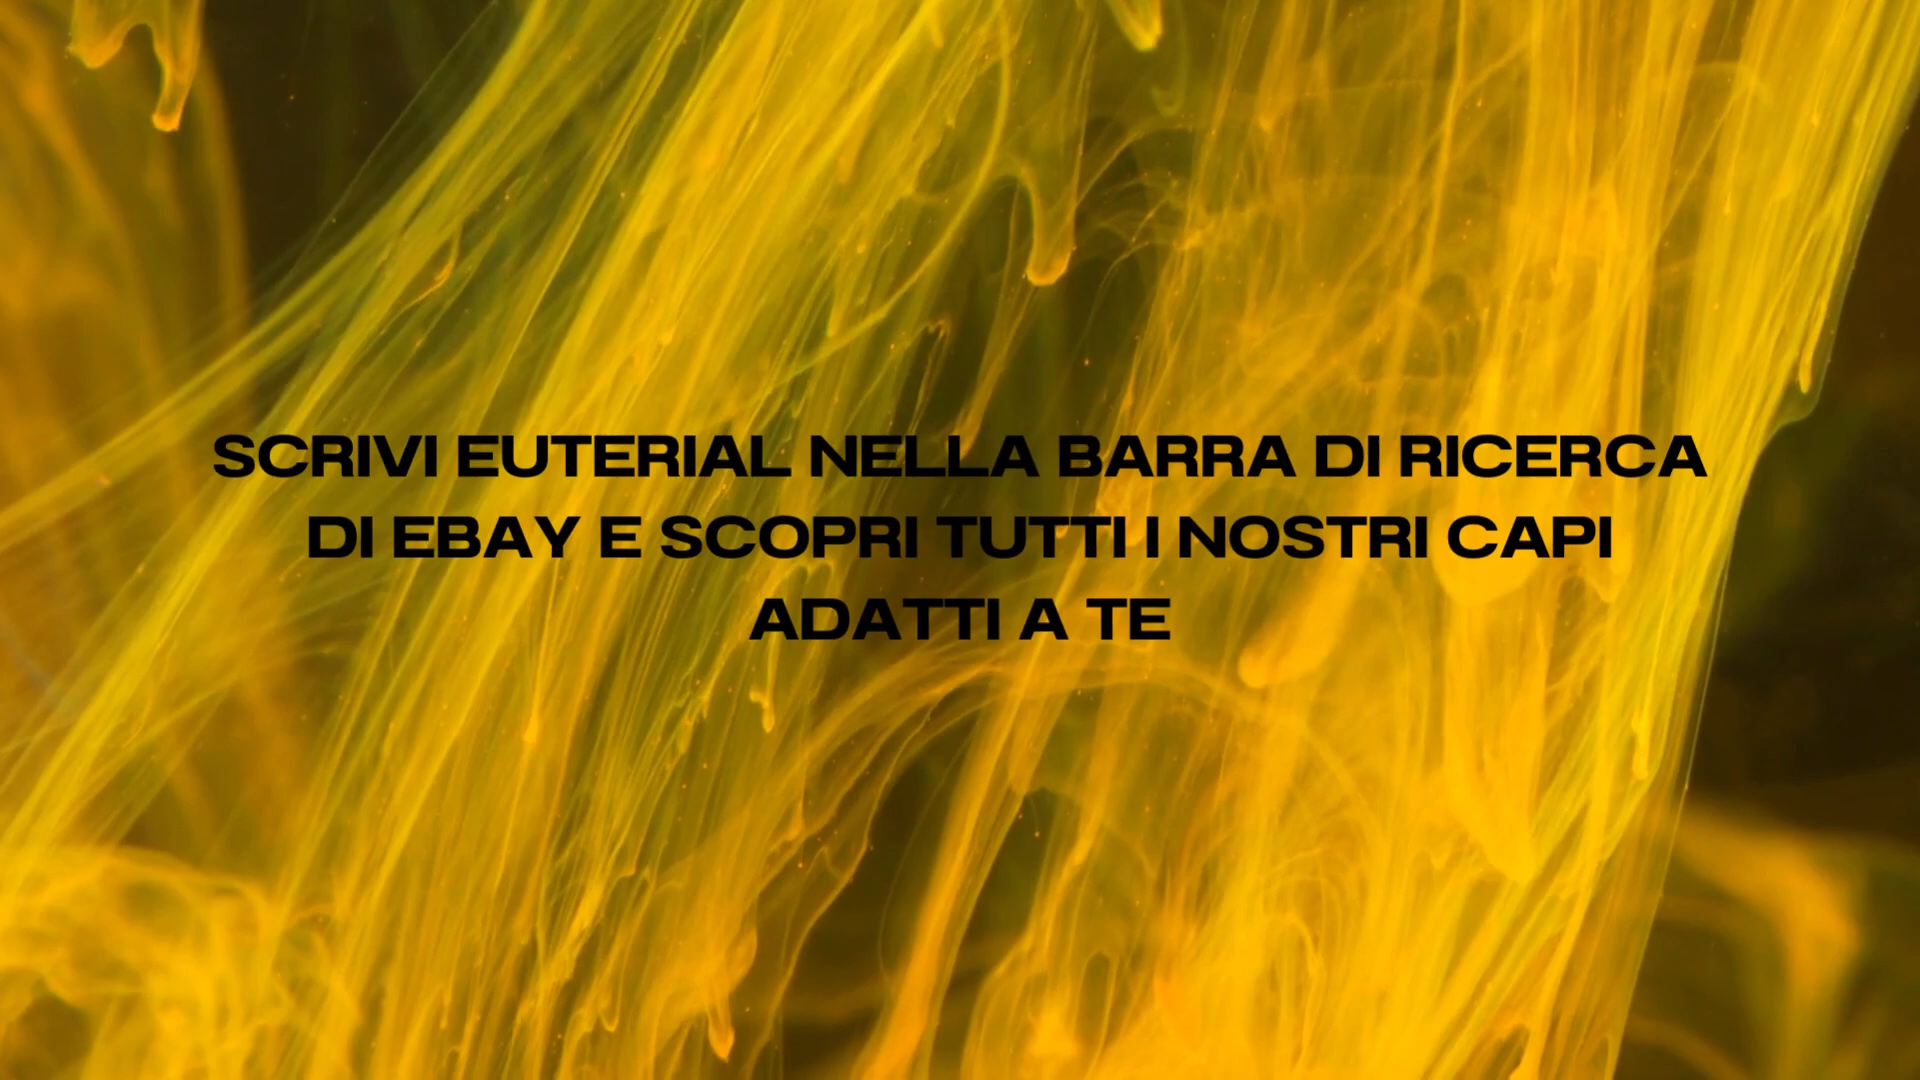 SCRIVI EUTERIAL NELLA BARRA DI RICERCA
DI EBAY E SCOPRI TUTTI I NOSTRI CAPI
ADATTI A TE